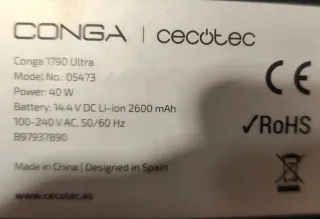 CONGA | cecotec
Conga 1790 Ultra
Model No.: 05473
Power: 40 W
Battery: 14.4 V DC Li-ion 2600 mAh
100-240 V AC, 50/60 Hz
B97937890
CE
✓RoHS
Made in China | Designed in Spain
www.cecotec.es